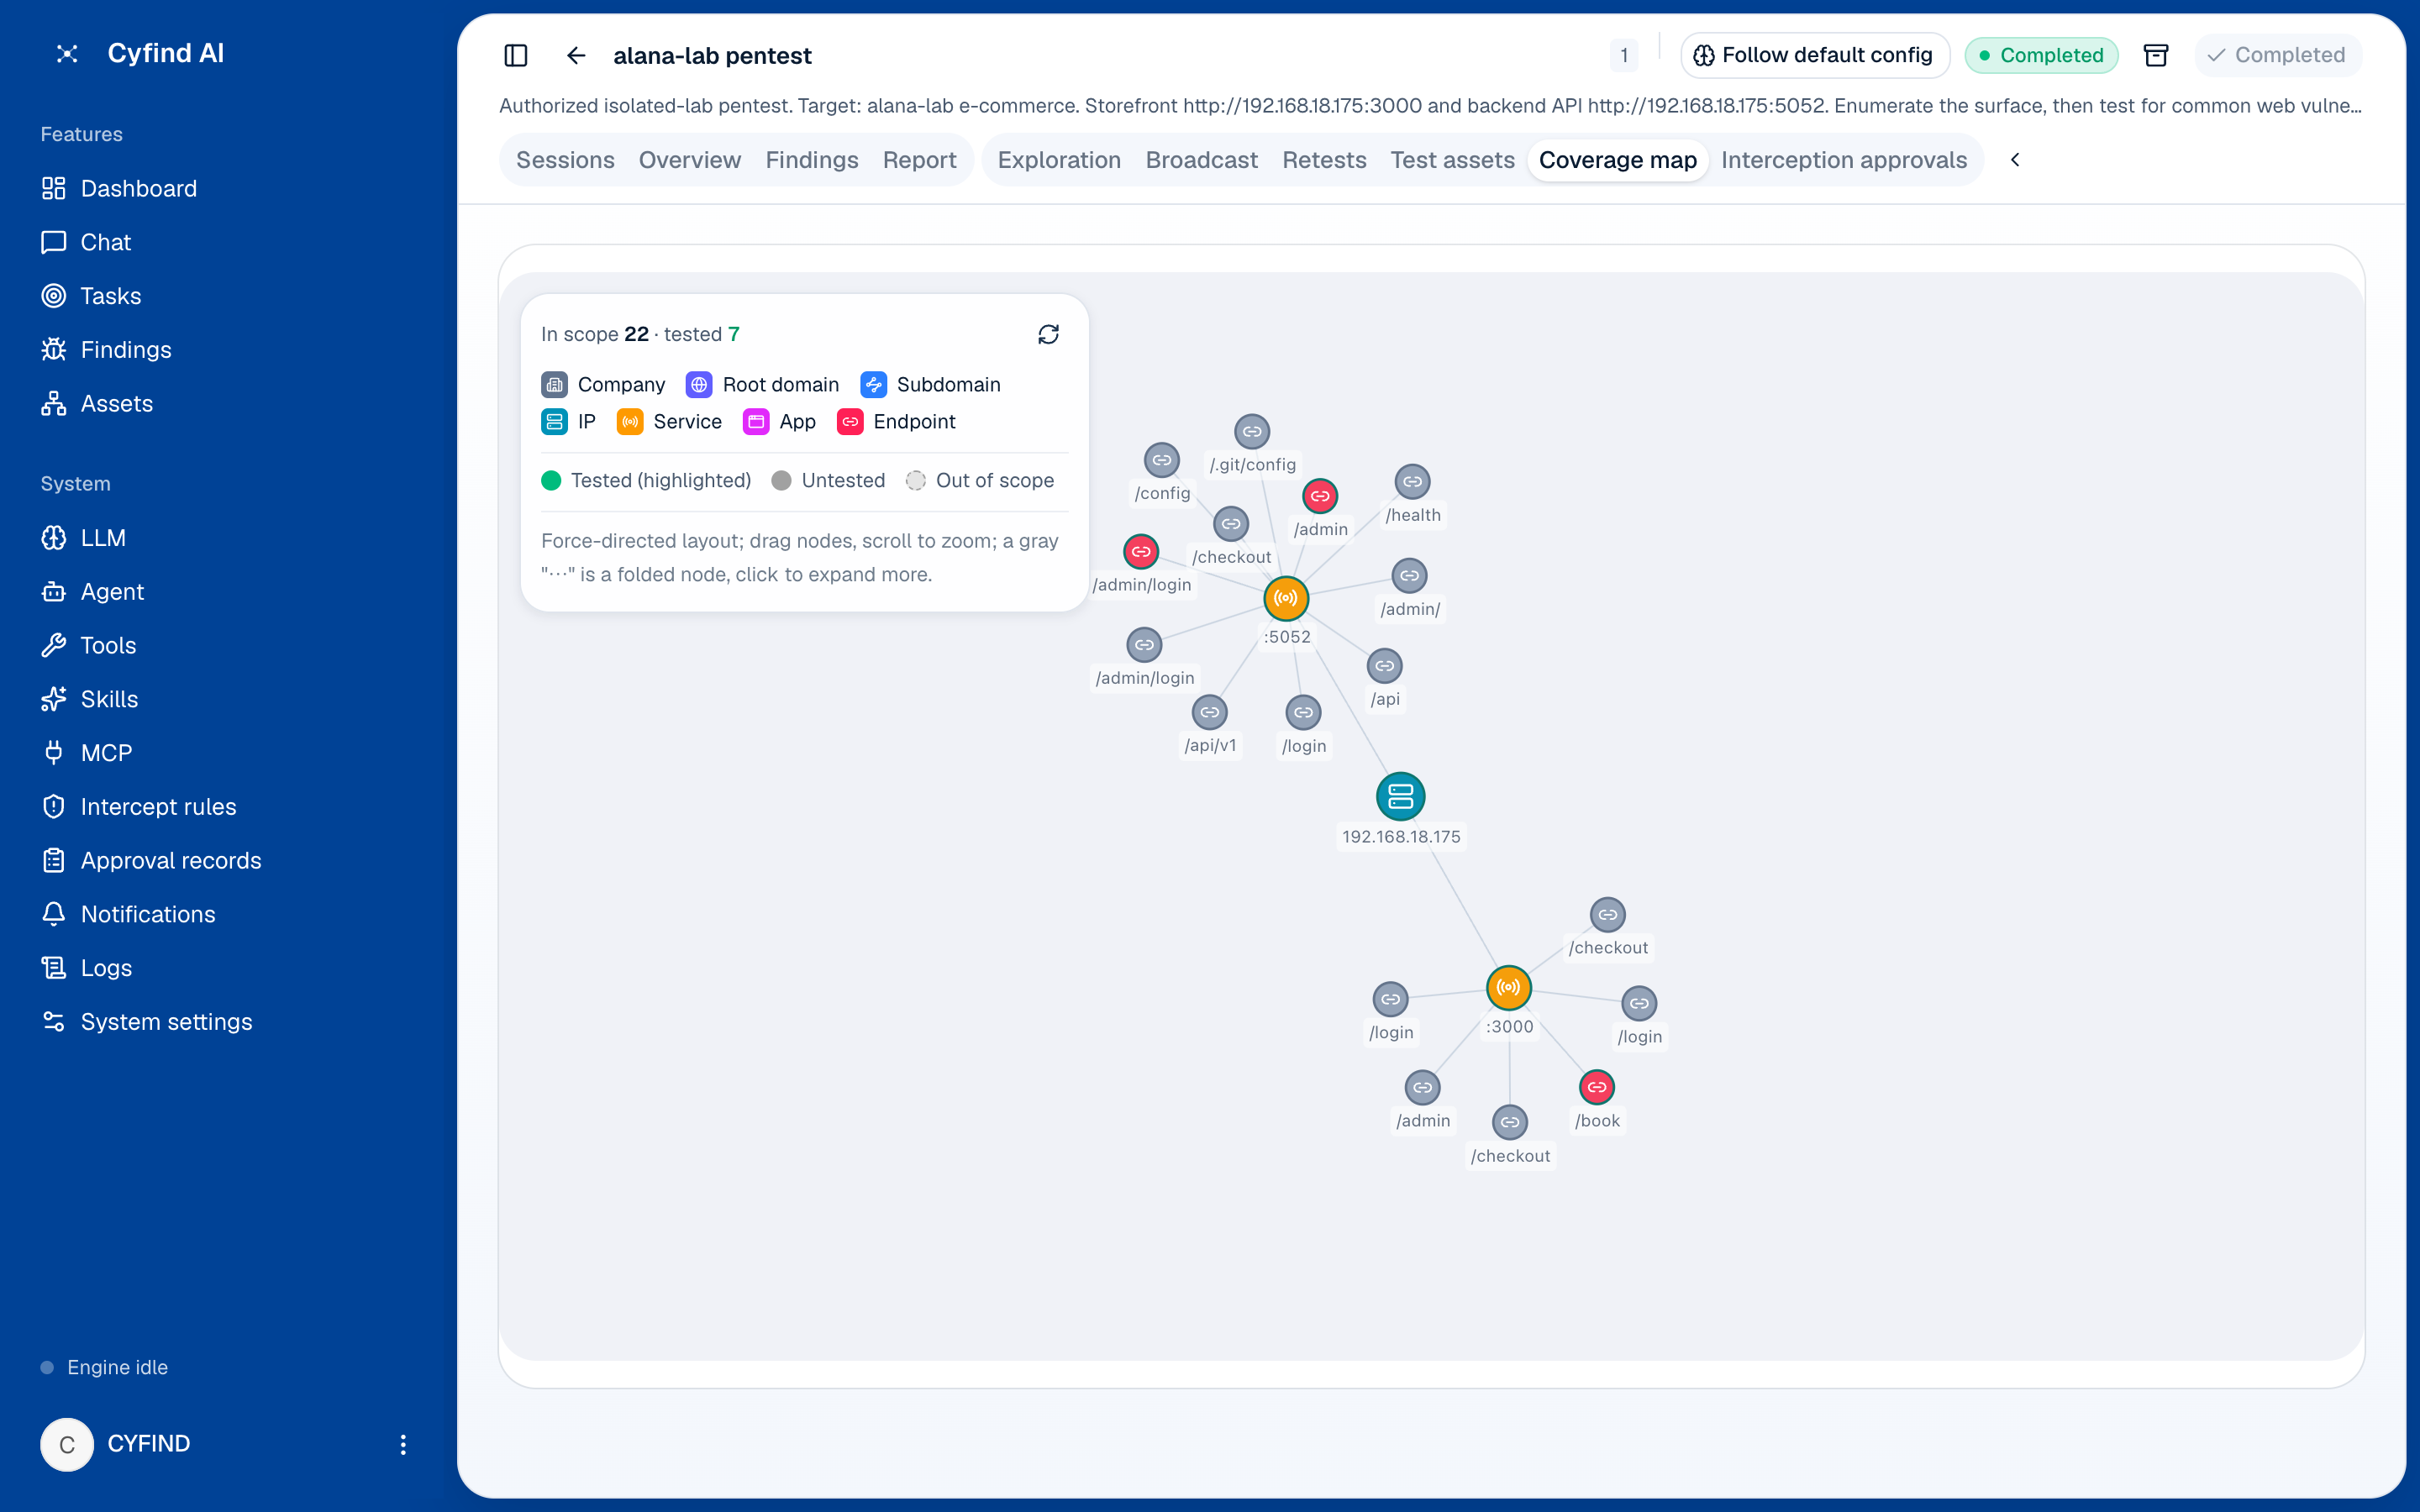 Cyfind AI
Features
Dashboard
Chat
Tasks
Findings
Assets
System
LLM
Agent
Tools
Skills
MCP
Intercept rules
Approval records
Notifications
Logs
System settings
Engine idle
C
CYFIND
alana-lab pentest
1
Follow default config
Completed
Completed
Authorized isolated-lab pentest. Target: alana-lab e-commerce. Storefront http://192.168.18.175:3000 and backend API http://192.168.18.175:5052. Enumerate the surface, then test for common web vulne...
Sessions Overview Findings Report Exploration Broadcast Retests Test assets Coverage map Interception approvals
In scope 22 · tested 7
Company Root domain Subdomain
IP Service App Endpoint
Tested (highlighted) Untested Out of scope
Force-directed layout; drag nodes, scroll to zoom; a gray
"···" is a folded node, click to expand more.
/.git/config
/config
/health
/admin
/checkout
/admin/login
/admin/
:5052
/admin/login
/api
/api/v1
/login
192.168.18.175
/checkout
:3000
/login
/login
/admin
/book
/checkout